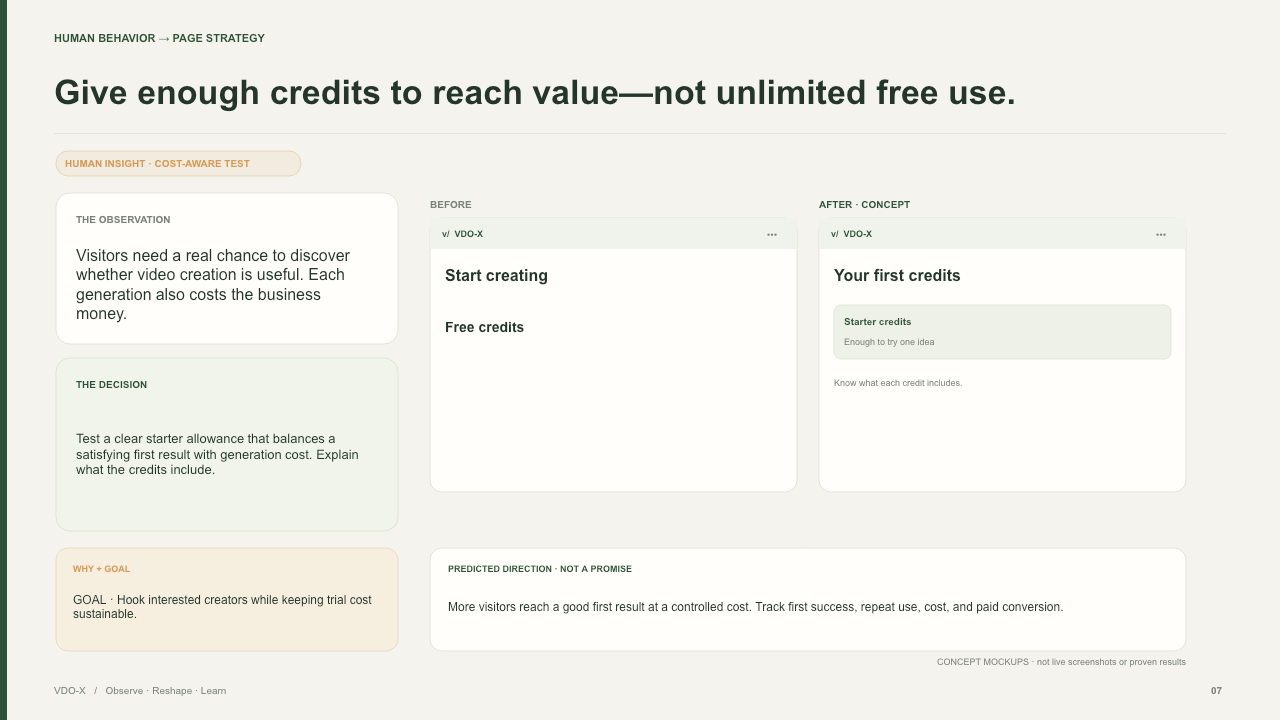 HUMAN BEHAVIOR → PAGE STRATEGY
Give enough credits to reach value—not unlimited free use.
HUMAN INSIGHT · COST-AWARE TEST
THE OBSERVATION
Visitors need a real chance to discover
whether video creation is useful. Each
generation also costs the business
money.
THE DECISION
Test a clear starter allowance that balances a
satisfying first result with generation cost. Explain
what the credits include.
WHY + GOAL
GOAL · Hook interested creators while keeping trial cost
sustainable.
BEFORE
v/ VDO-X •••
Start creating
Free credits
AFTER · CONCEPT
v/ VDO-X •••
Your first credits
Starter credits
Enough to try one idea
Know what each credit includes.
PREDICTED DIRECTION · NOT A PROMISE
More visitors reach a good first result at a controlled cost. Track first success, repeat use, cost, and paid conversion.
CONCEPT MOCKUPS · not live screenshots or proven results
VDO-X / Observe · Reshape · Learn
07